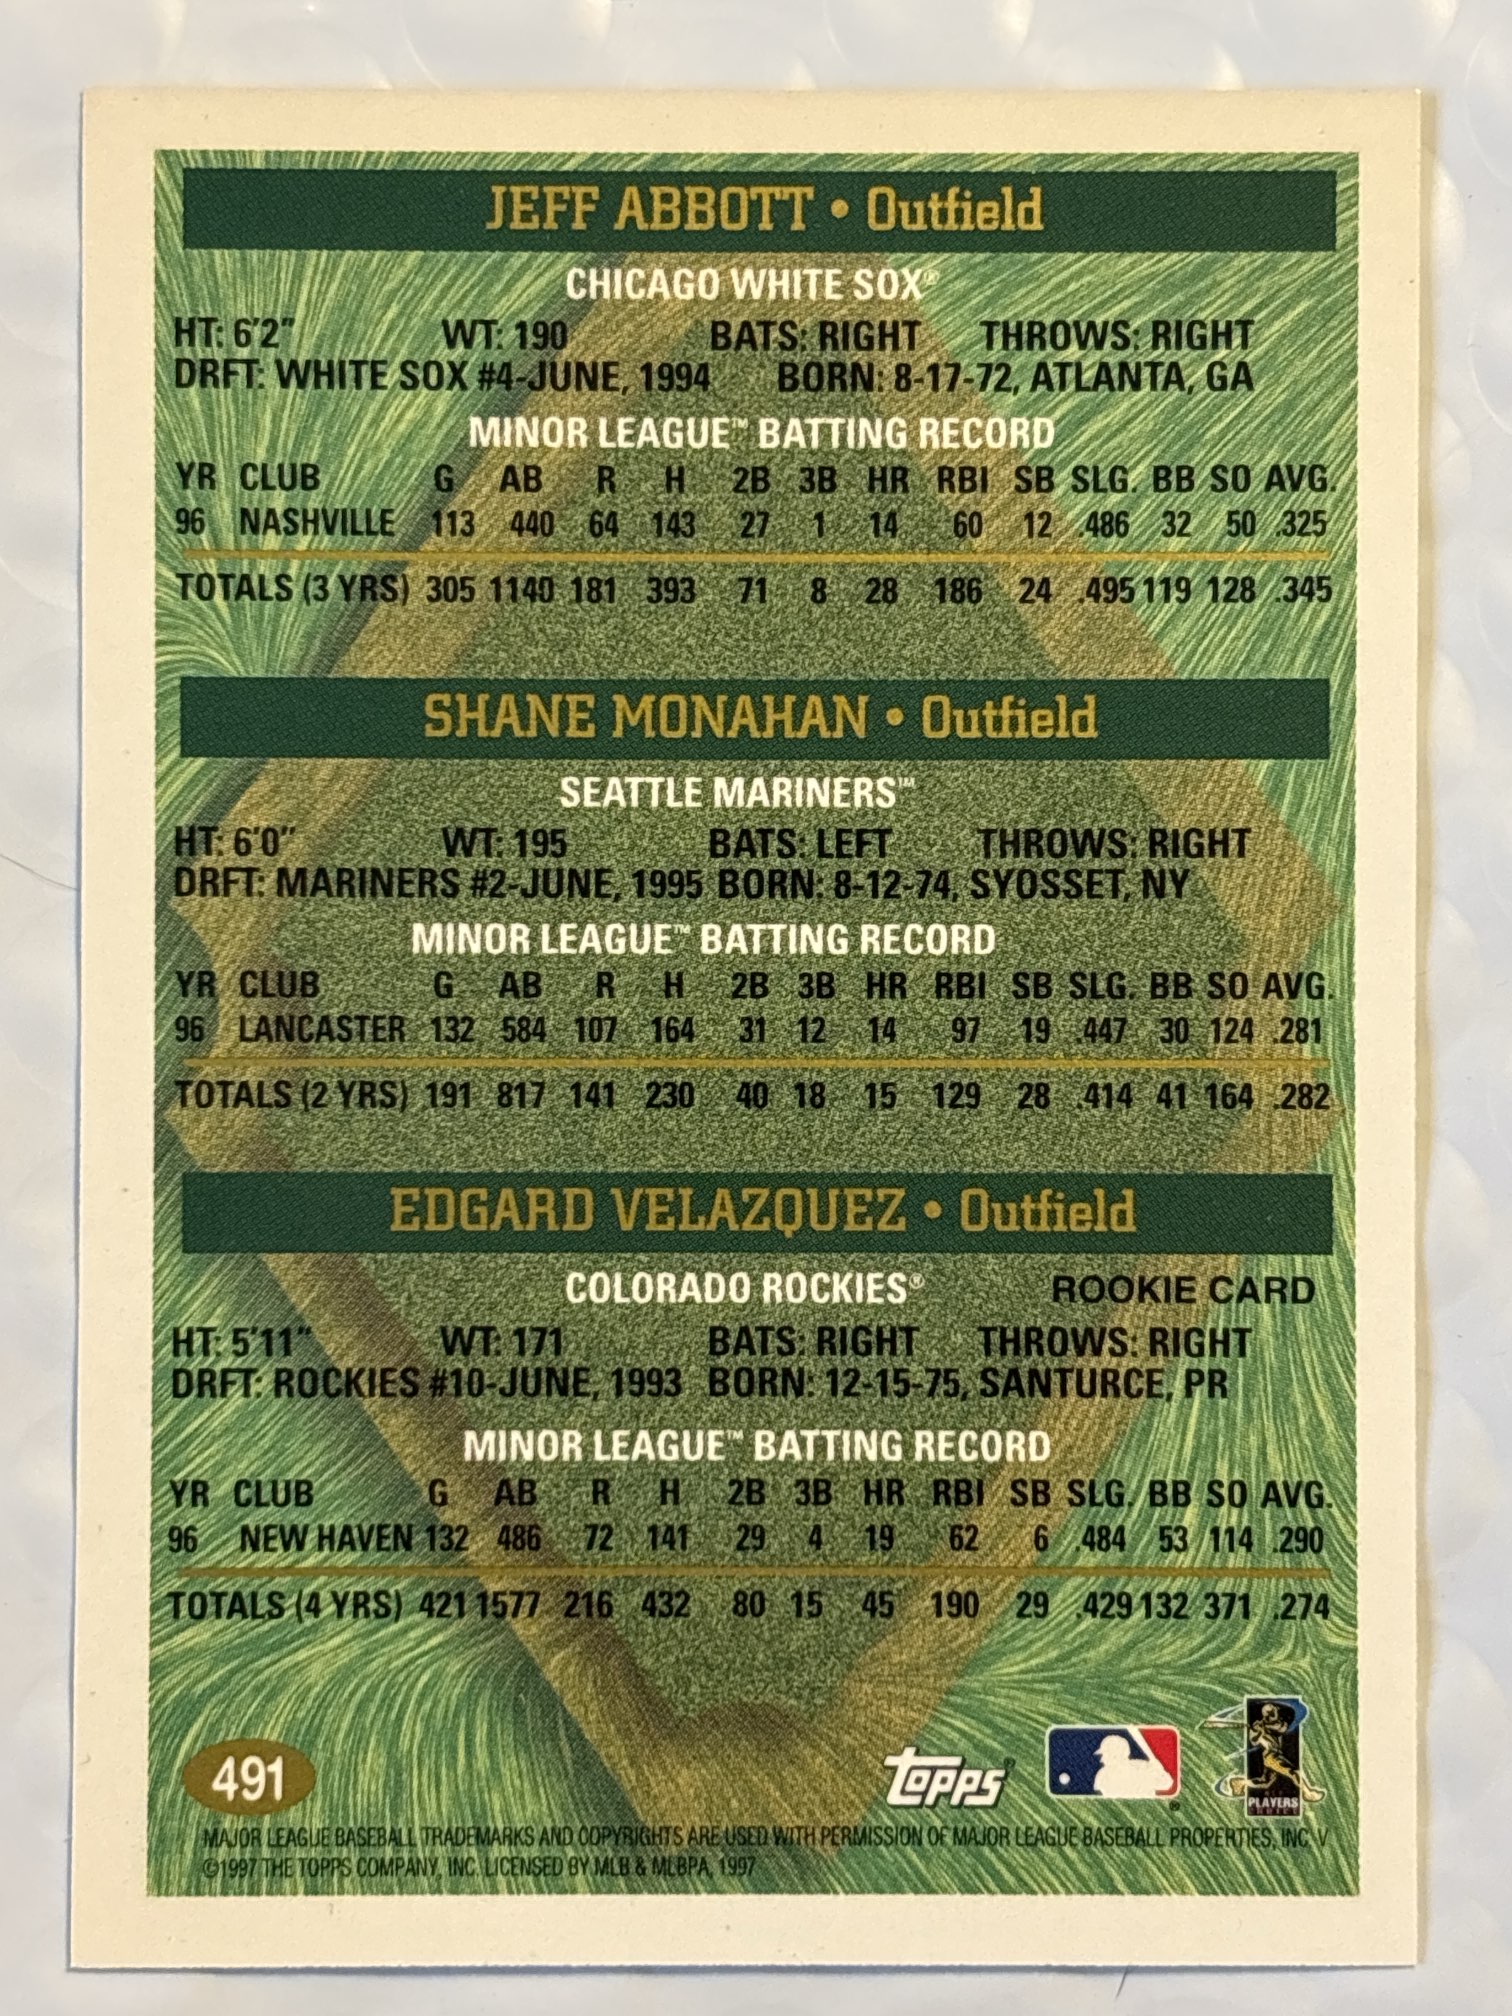 JEFF ABBOTT • Outfield
CHICAGO WHITE SOX®
HT: 6'2" WT: 190 BATS: RIGHT THROWS: RIGHT
DRFT: WHITE SOX #4-JUNE, 1994 BORN: 8-17-72, ATLANTA, GA
MINOR LEAGUE™ BATTING RECORD
YR CLUB G AB R H 2B 3B HR RBI SB SLG. BB SO AVG.
96 NASHVILLE 113 440 64 143 27 1 14 60 12 .486 32 50 .325
TOTALS (3 YRS) 305 1140 181 393 71 8 28 186 24 .495 119 128 .345
SHANE MONAHAN • Outfield
SEATTLE MARINERS™
HT: 6'0" WT: 195 BATS: LEFT THROWS: RIGHT
DRFT: MARINERS #2-JUNE, 1995 BORN: 8-12-74, SYOSSET, NY
MINOR LEAGUE™ BATTING RECORD
YR CLUB G AB R H 2B 3B HR RBI SB SLG. BB SO AVG.
96 LANCASTER 132 584 107 164 31 12 14 97 19 .447 30 124 .281
TOTALS (2 YRS) 191 817 141 230 40 18 15 129 28 .414 41 164 .282
EDGARD VELAZQUEZ • Outfield
COLORADO ROCKIES® ROOKIE CARD
HT: 5'11" WT: 171 BATS: RIGHT THROWS: RIGHT
DRFT: ROCKIES #10-JUNE, 1993 BORN: 12-15-75, SANTURCE, PR
MINOR LEAGUE™ BATTING RECORD
YR CLUB G AB R H 2B 3B HR RBI SB SLG. BB SO AVG.
96 NEW HAVEN 132 486 72 141 29 4 19 62 6 .484 53 114 .290
TOTALS (4 YRS) 421 1577 216 432 80 15 45 190 29 .429 132 371 .274
491 Topps® ® PLAYERS
MAJOR LEAGUE BASEBALL TRADEMARKS AND COPYRIGHTS ARE USED WITH PERMISSION OF MAJOR LEAGUE BASEBALL PROPERTIES, INC. V
©1997 THE TOPPS COMPANY, INC. LICENSED BY MLB & MLBPA, 1997